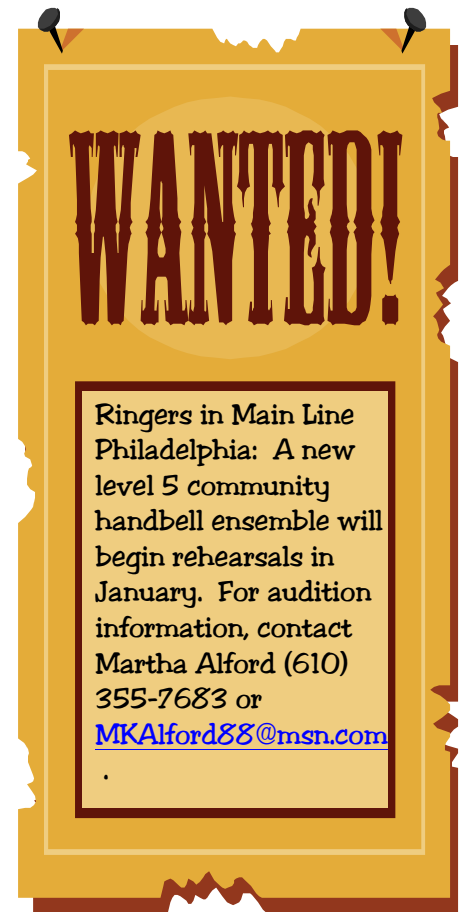 WANTED!
Ringers in Main Line
Philadelphia:  A new
level 5 community
handbell ensemble will
begin rehearsals in
January.  For audition
information, contact
Martha Alford (610)
355-7683 or
MKAlford88@msn.com
.